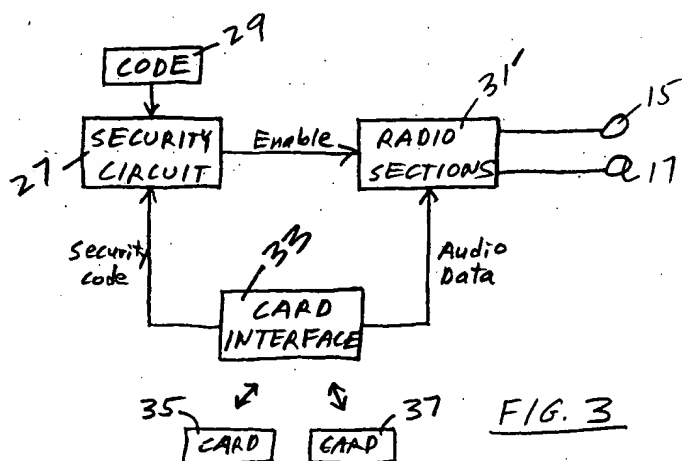 29
CODE
31'
15
SECURITY
CIRCUIT
Enable
RADIO
SECTIONS
27
17
Security
code
33
Audio
Data
CARD
INTERFACE
35
37
CARD
CARD
FIG. 3